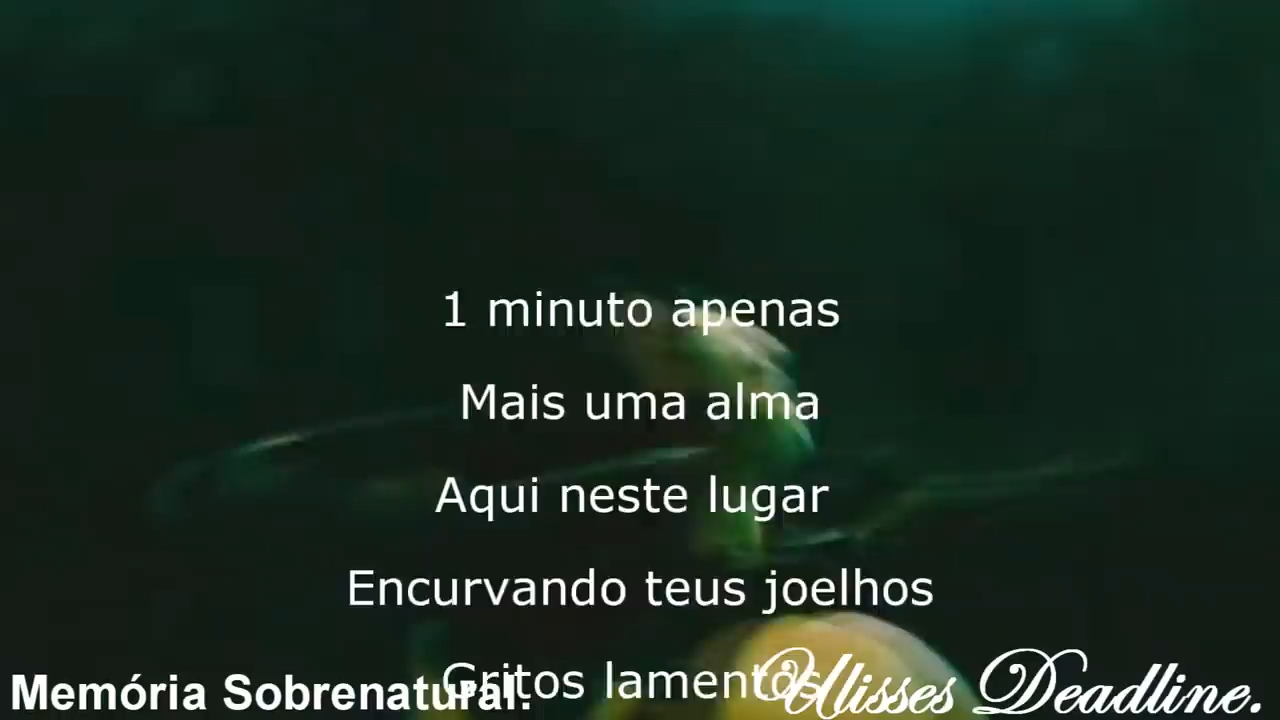 1 minuto apenas
Mais uma alma
Aqui neste lugar
Encurvando teus joelhos
Gritos lamentos
Memória Sobrenatural.
Ulisses Deadline.